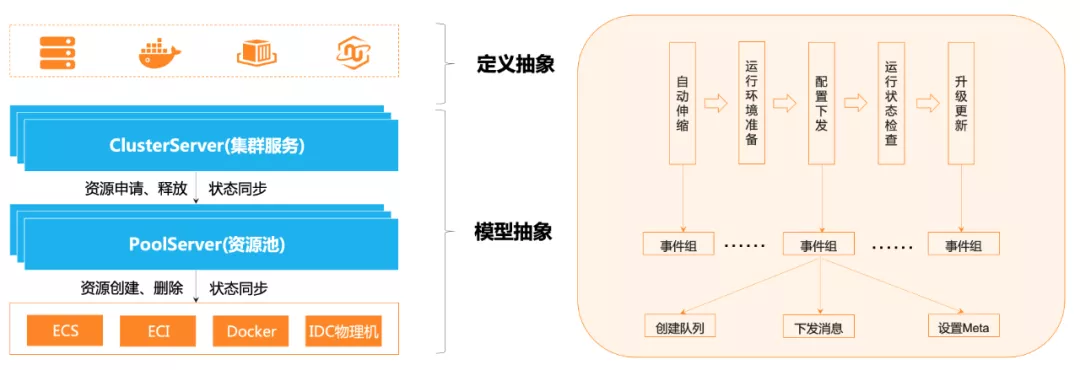 ClusterServer(集群服务)
资源申请、释放 状态同步
PoolServer(资源池)
资源创建、删除 状态同步
ECS ECI Docker IDC物理机
定义抽象
模型抽象
自动伸缩
运行环境准备
配置下发
运行状态检查
升级更新
事件组 ······ 事件组 ······ 事件组
创建队列 下发消息 设置Meta